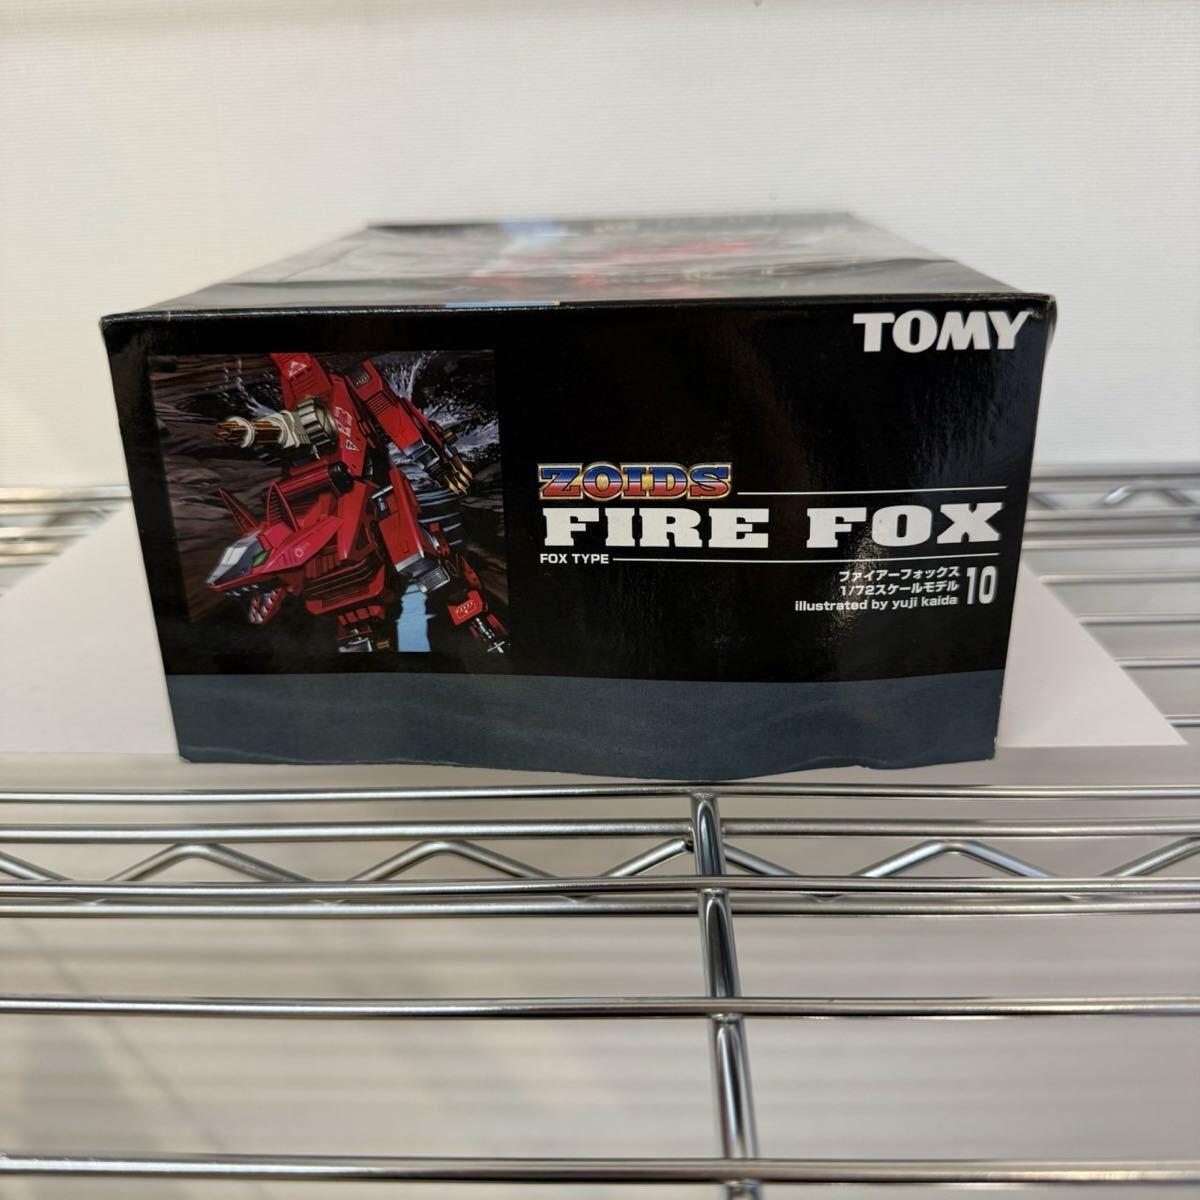 TOMY
ZOIDS
FIRE FOX
FOX TYPE
ファイアーフォックス
1/72スケールモデル
illustrated by yuji kaida
10